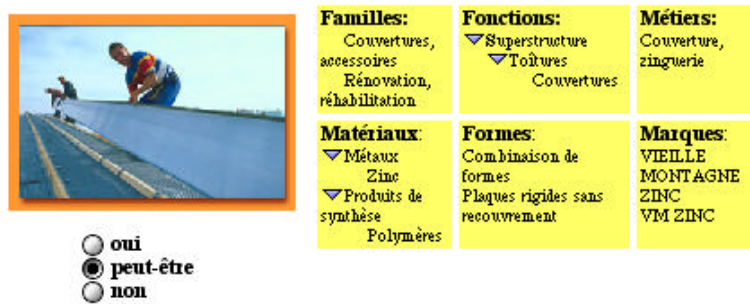 Familles:
Couvertures,
accessoires
Rénovation,
réhabilitation
Fonctions:
Superstructure
Toîtures
Couvertures
Métiers:
Couverture,
zinguerie
Matériaux:
Métaux
Zinc
Produits de
synthèse
Polymères
Formes:
Combinaison de
formes
Plaques rigides sans
recouvrement
Marques:
VIEILLE
MONTAGNE
ZINC
VM ZINC
oui
peut-être
non